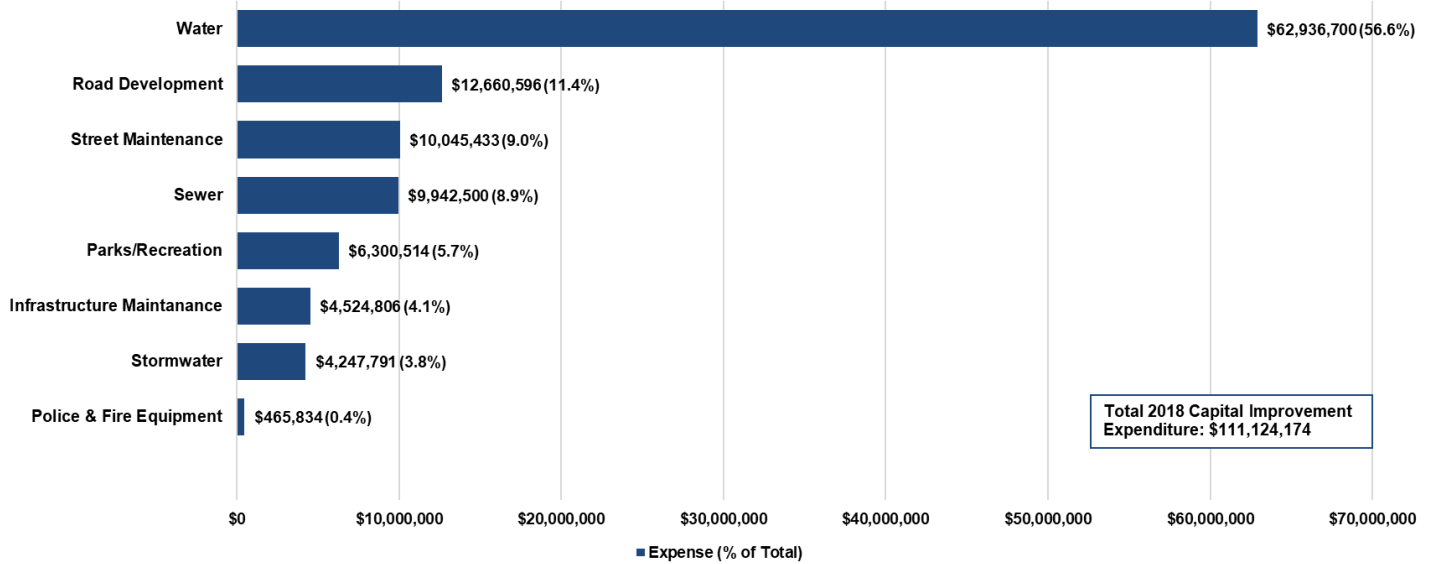 Water
$62,936,700 (56.6%)
Road Development
$12,660,596 (11.4%)
Street Maintenance
$10,045,433 (9.0%)
Sewer
$9,942,500 (8.9%)
Parks/Recreation
$6,300,514 (5.7%)
Infrastructure Maintanance
$4,524,806 (4.1%)
Stormwater
$4,247,791 (3.8%)
Police & Fire Equipment
$465,834 (0.4%)
Total 2018 Capital Improvement
Expenditure: $111,124,174
$0
$10,000,000
$20,000,000
$30,000,000
$40,000,000
$50,000,000
$60,000,000
$70,000,000
Expense (% of Total)